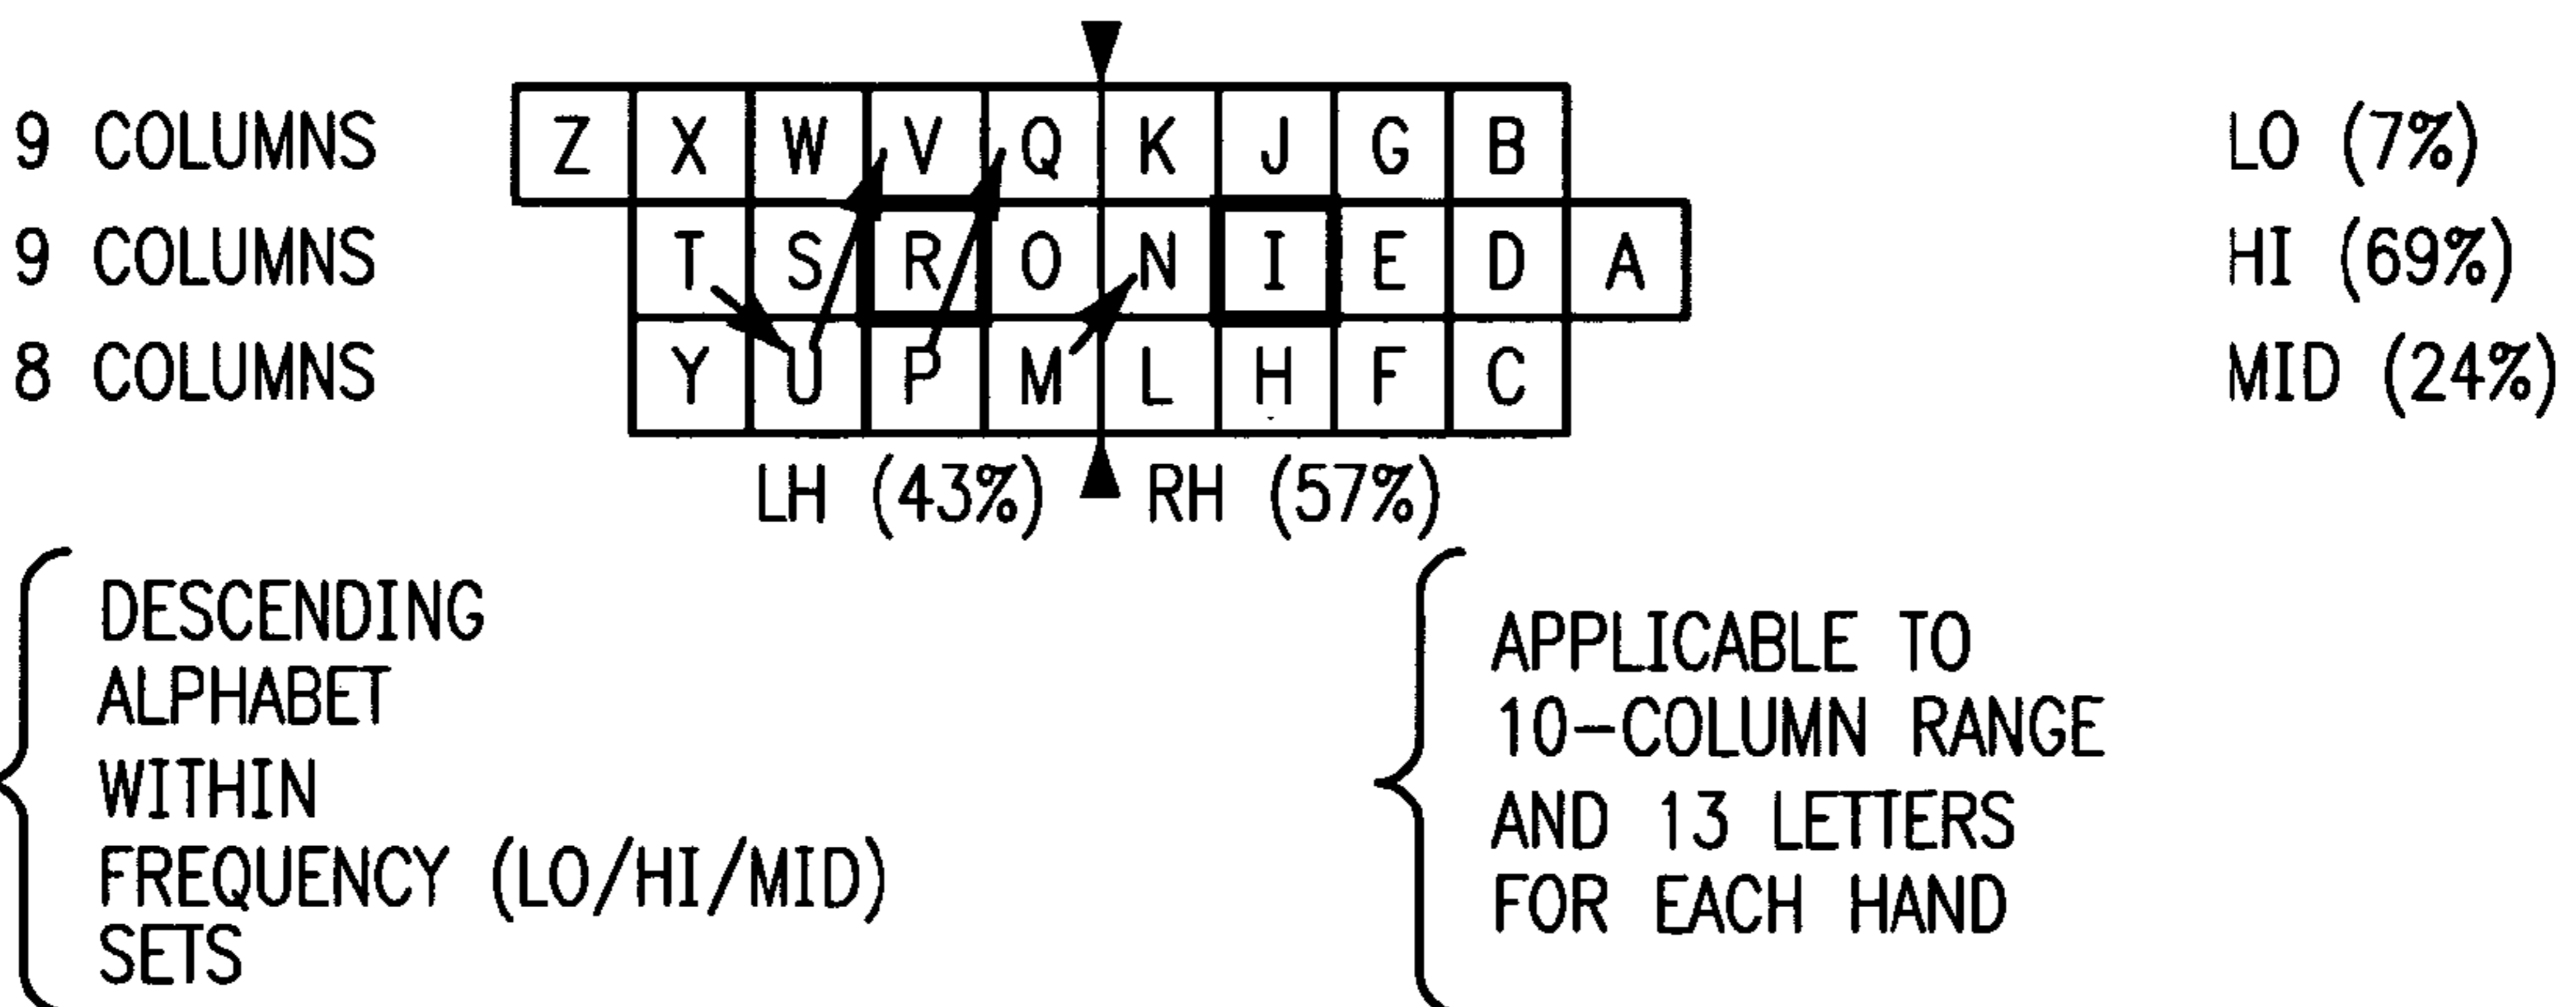 9 COLUMNS Z X W V Q K J G B LO (7%)
9 COLUMNS T S R O N I E D A HI (69%)
8 COLUMNS Y U P M L H F C MID (24%)
LH (43%) RH (57%)
DESCENDING
ALPHABET
WITHIN
FREQUENCY (LO/HI/MID)
SETS
APPLICABLE TO
10-COLUMN RANGE
AND 13 LETTERS
FOR EACH HAND